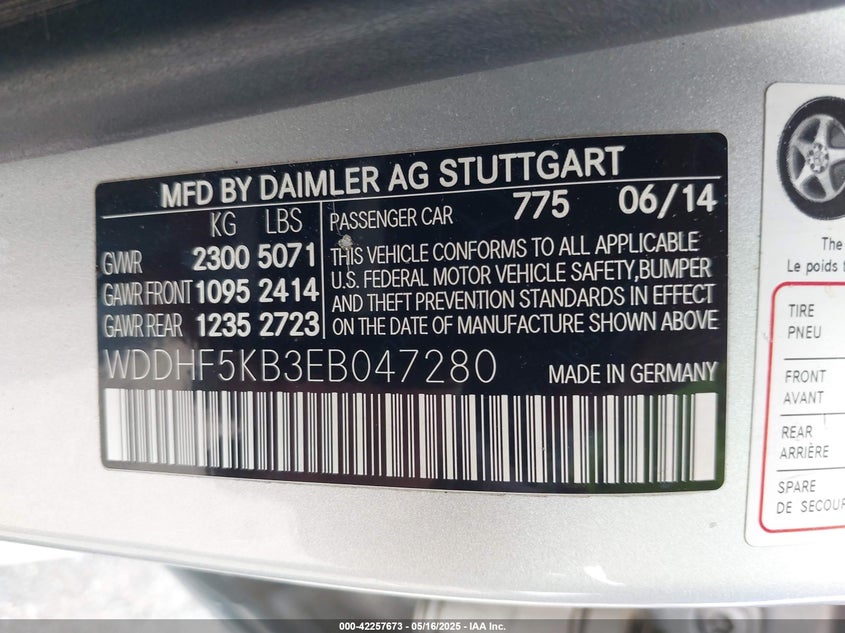 MFD BY DAIMLER AG STUTTGART
KG LBS
GVWR 2300 5071
GAWR FRONT 1095 2414
GAWR REAR 1235 2723
PASSENGER CAR 775 06/14
THIS VEHICLE CONFORMS TO ALL APPLICABLE
U.S. FEDERAL MOTOR VEHICLE SAFETY,BUMPER
AND THEFT PREVENTION STANDARDS IN EFFECT
ON THE DATE OF MANUFACTURE SHOWN ABOVE
WDDHF5KB3EB047280 MADE IN GERMANY
The
Le poids t
TIRE
PNEU
FRONT
AVANT
REAR
ARRIÈRE
SPARE
DE SECOUR
000-42257673 - 05/16/2025 - IAA Inc.